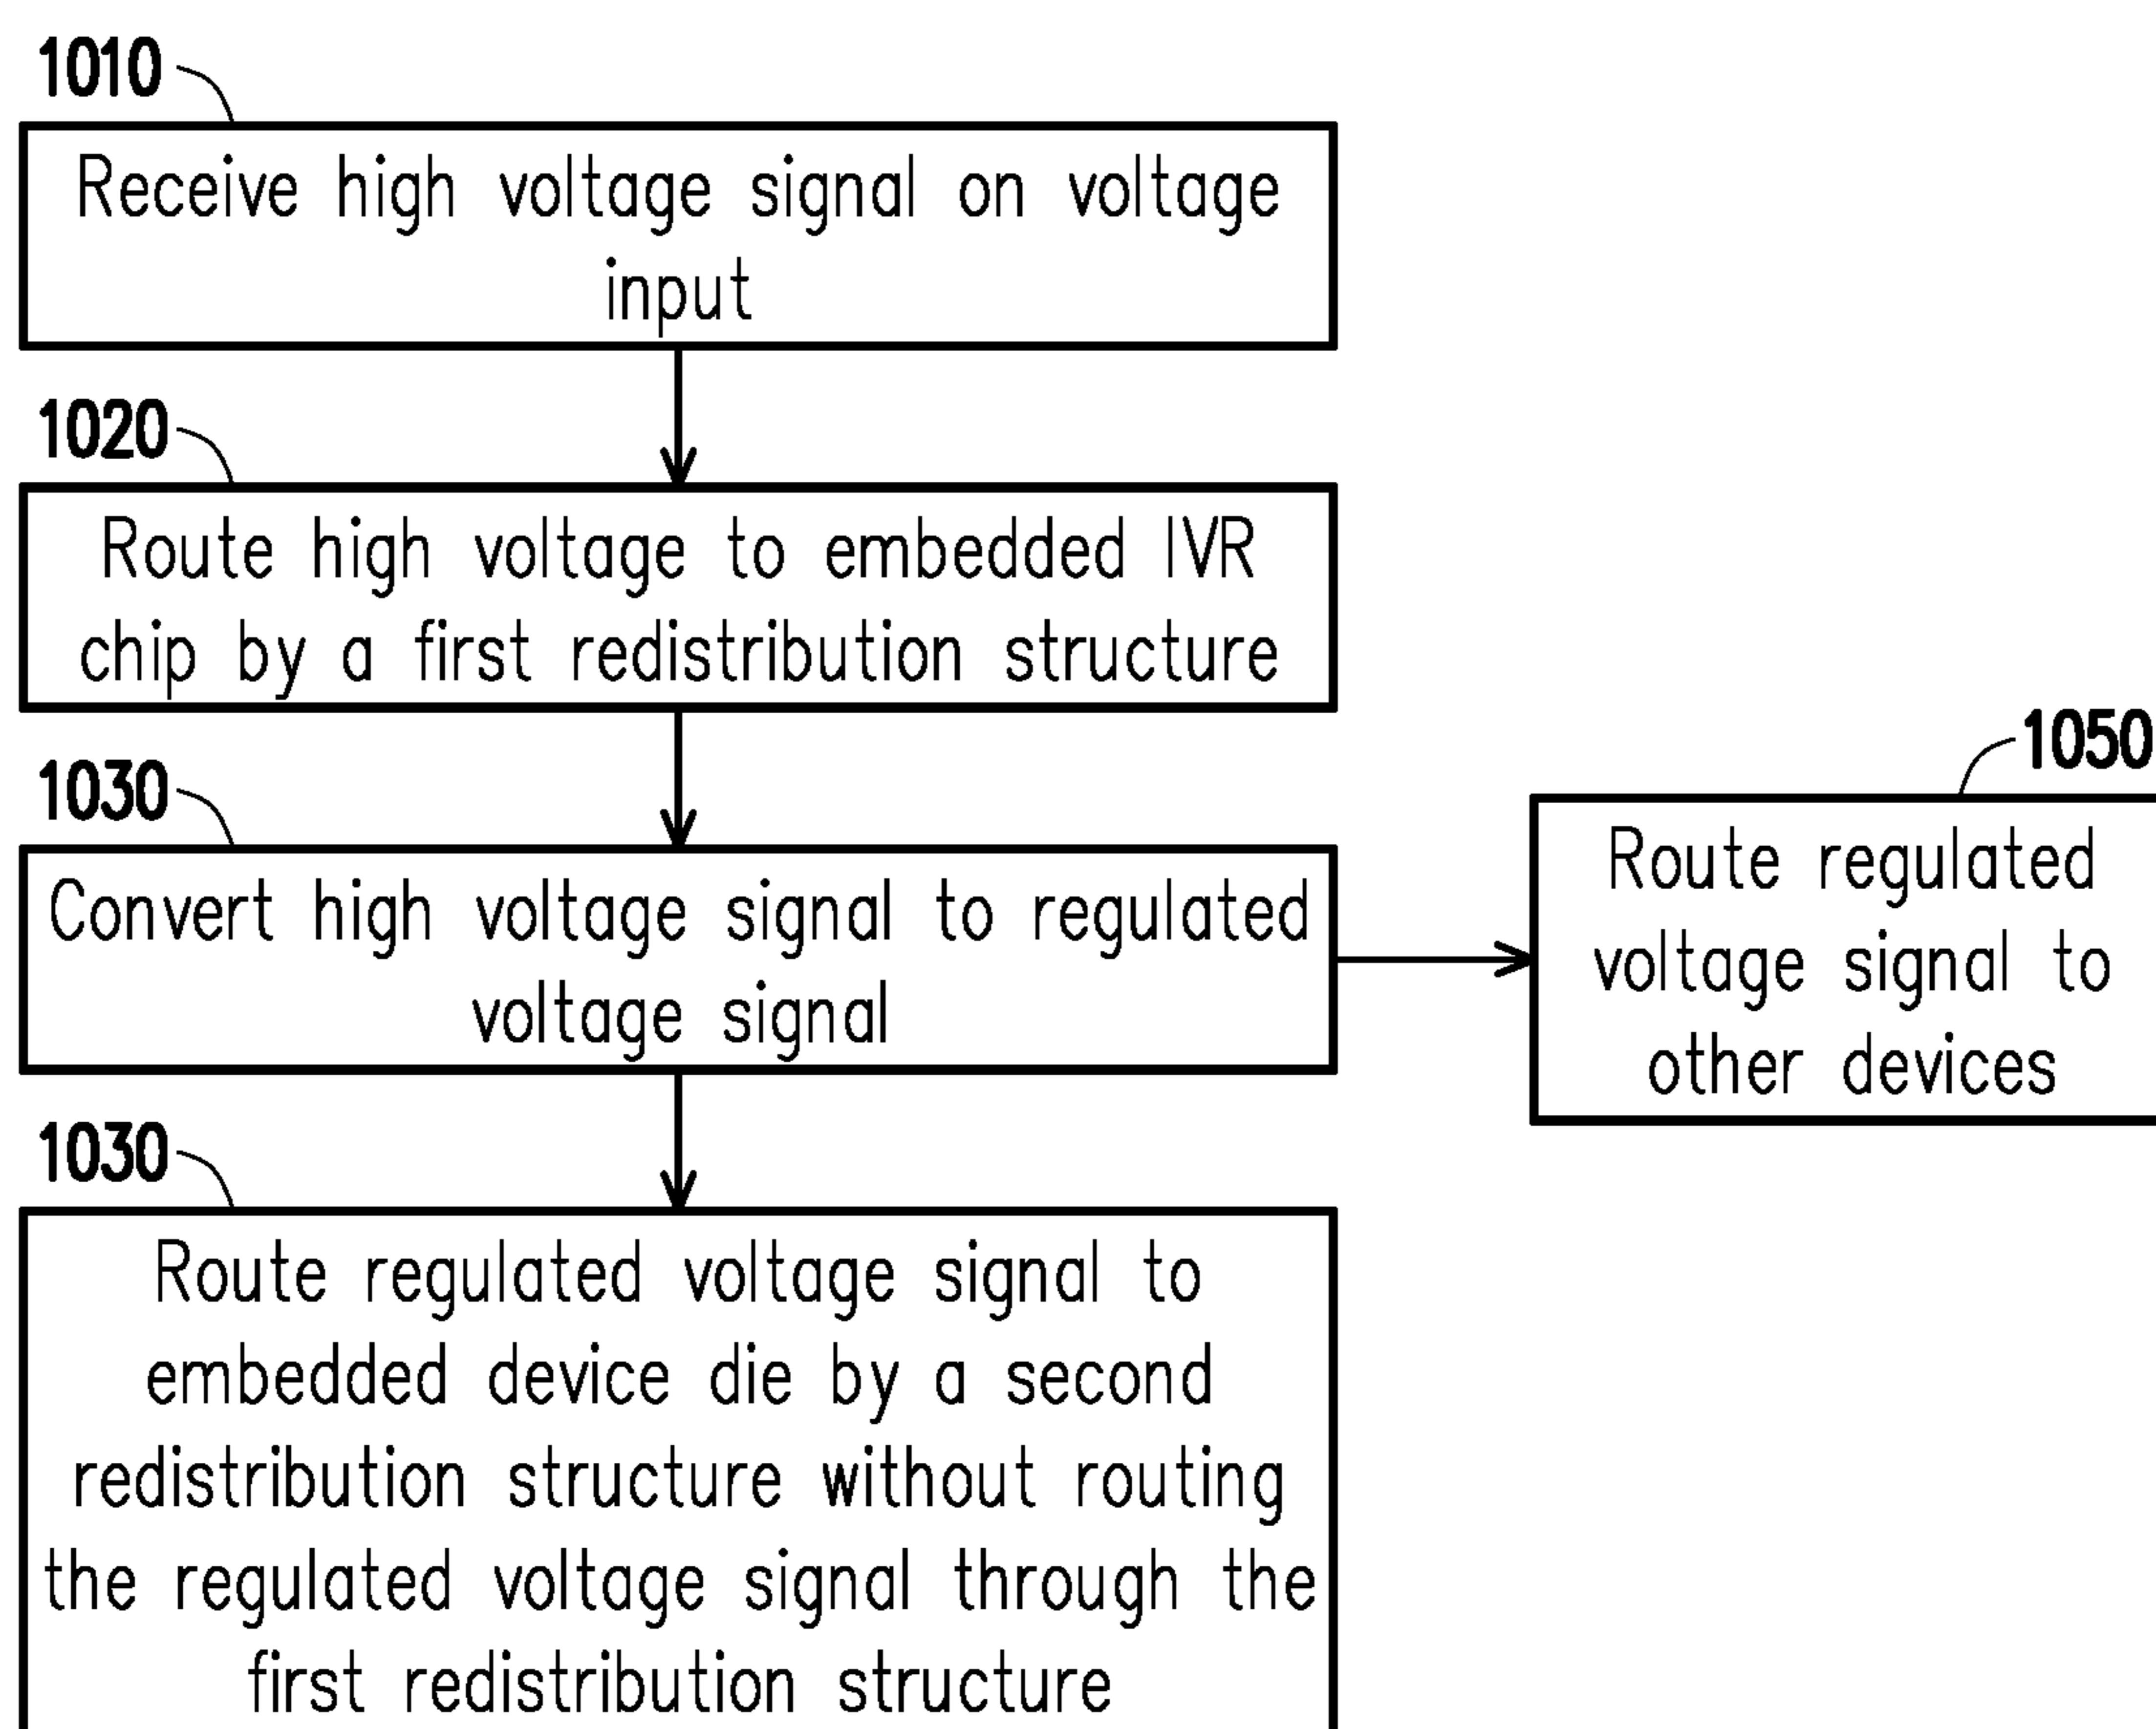 1010
Receive high voltage signal on voltage
input
1020
Route high voltage to embedded IVR
chip by a first redistribution structure
1030
Convert high voltage signal to regulated
voltage signal
1050
Route regulated
voltage signal to
other devices
1030
Route regulated voltage signal to
embedded device die by a second
redistribution structure without routing
the regulated voltage signal through the
first redistribution structure